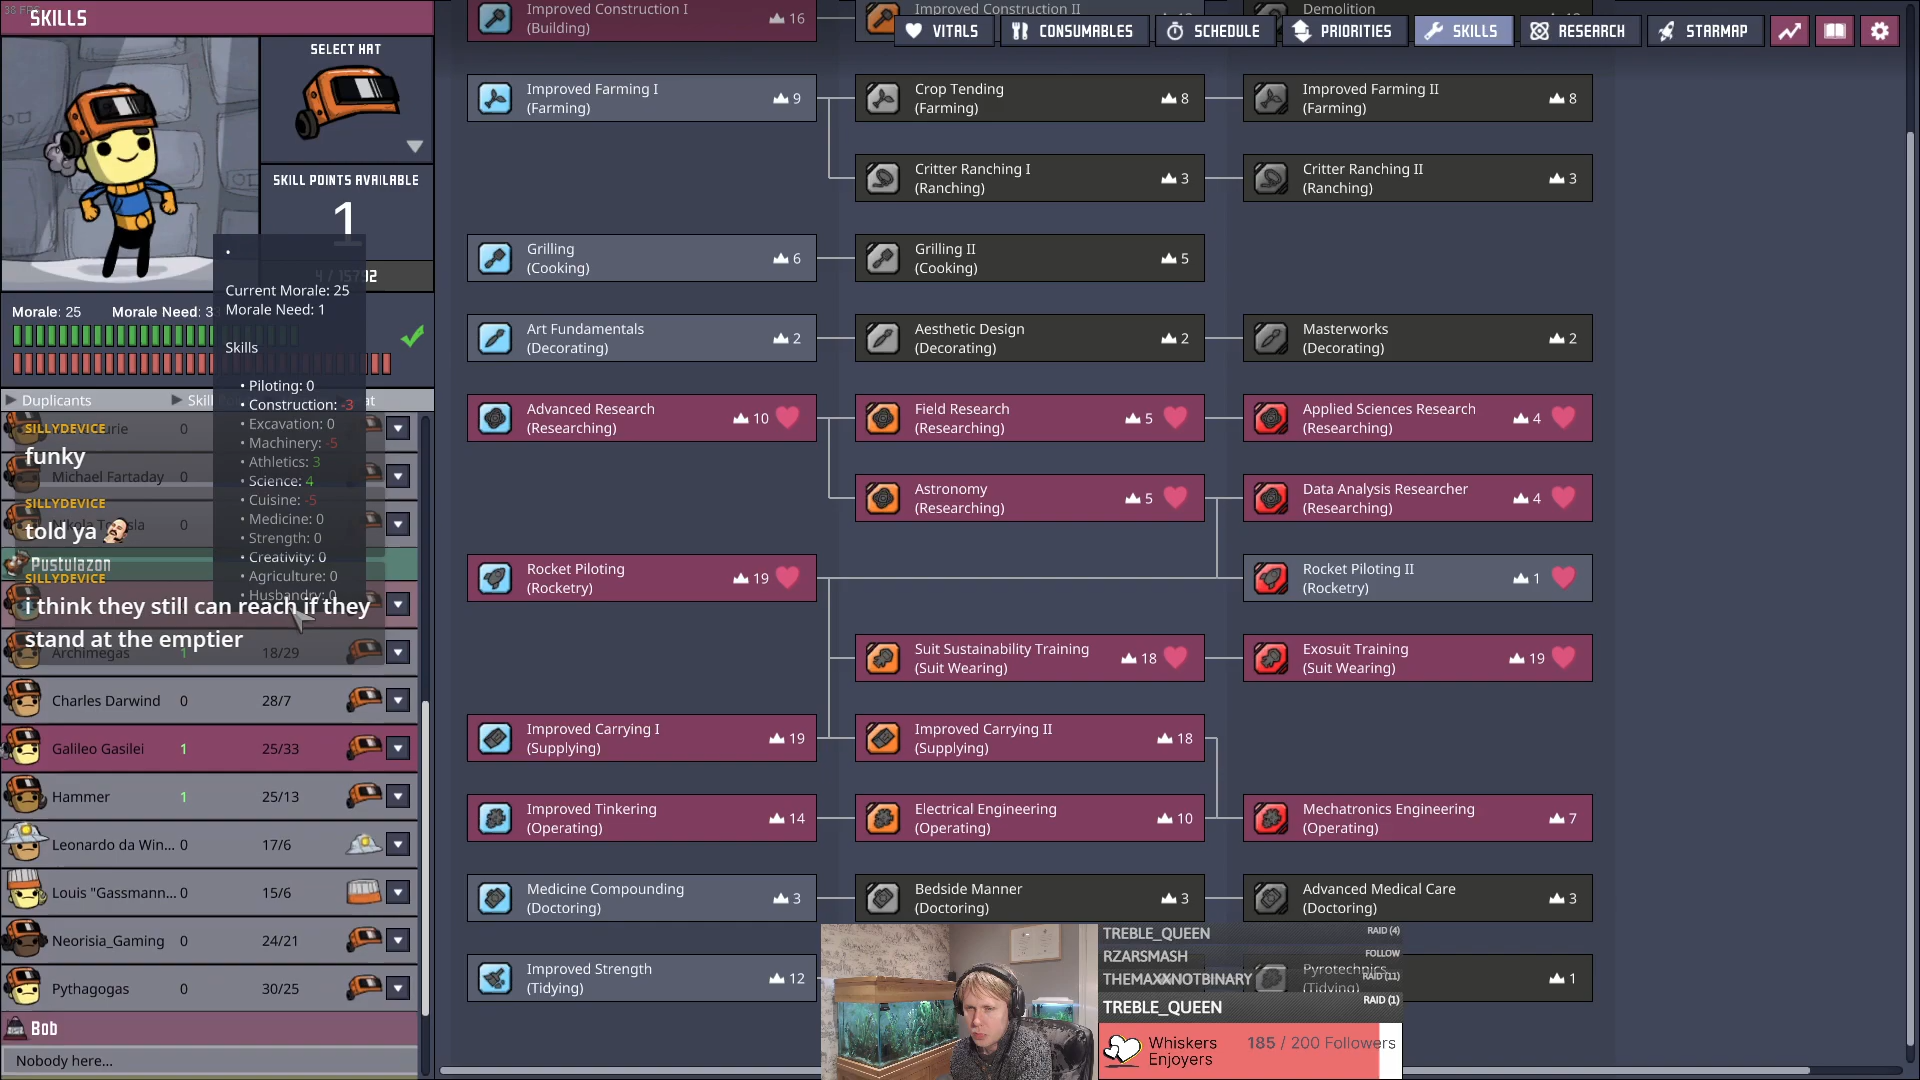 SKILLS
SELECT HAT
SKILL POINTS AVAILABLE
1
Morale: 25
Morale Need: 3
Current Morale: 25
Morale Need: 1
Skills
• Piloting: 0
• Construction: -3
• Excavation: 0
• Machinery: -5
• Athletics: 3
• Science: 4
• Cuisine: -5
• Medicine: 0
• Strength: 0
• Creativity: 0
• Agriculture: 0
• Husbandry: 0
Duplicants
SILLYDEVICE
funky
Michael Fartaday 0
SILLYDEVICE
told ya
Pustulazon
SILLYDEVICE
i think they still can reach if they
stand at the emptier
Archimegas 1 18/29
Charles Darwind 0 28/7
Galileo Gasilei 1 25/33
Hammer 1 25/13
Leonardo da Win... 0 17/6
Louis "Gassmann... 0 15/6
Neorisia_Gaming 0 24/21
Pythagogas 0 30/25
Bob
Nobody here...
VITALS
CONSUMABLES
SCHEDULE
PRIORITIES
SKILLS
RESEARCH
STARMAP
Improved Construction I
(Building)
16
Improved Construction II
Demolition
Improved Farming I
(Farming)
9
Crop Tending
(Farming)
8
Improved Farming II
(Farming)
8
Critter Ranching I
(Ranching)
3
Critter Ranching II
(Ranching)
3
Grilling
(Cooking)
6
Grilling II
(Cooking)
5
Art Fundamentals
(Decorating)
2
Aesthetic Design
(Decorating)
2
Masterworks
(Decorating)
2
Advanced Research
(Researching)
10
Field Research
(Researching)
5
Applied Sciences Research
(Researching)
4
Astronomy
(Researching)
5
Data Analysis Researcher
(Researching)
4
Rocket Piloting
(Rocketry)
19
Rocket Piloting II
(Rocketry)
1
Suit Sustainability Training
(Suit Wearing)
18
Exosuit Training
(Suit Wearing)
19
Improved Carrying I
(Supplying)
19
Improved Carrying II
(Supplying)
18
Improved Tinkering
(Operating)
14
Electrical Engineering
(Operating)
10
Mechatronics Engineering
(Operating)
7
Medicine Compounding
(Doctoring)
3
Bedside Manner
(Doctoring)
3
Advanced Medical Care
(Doctoring)
3
Improved Strength
(Tidying)
12
Pyrotechnics
(Tidying)
1
TREBLE_QUEEN RAID (4)
RZARSMASH FOLLOW
THEMAXXNOTBINARY RAID (11)
TREBLE_QUEEN RAID (1)
Whiskers
Enjoyers
185 / 200 Followers